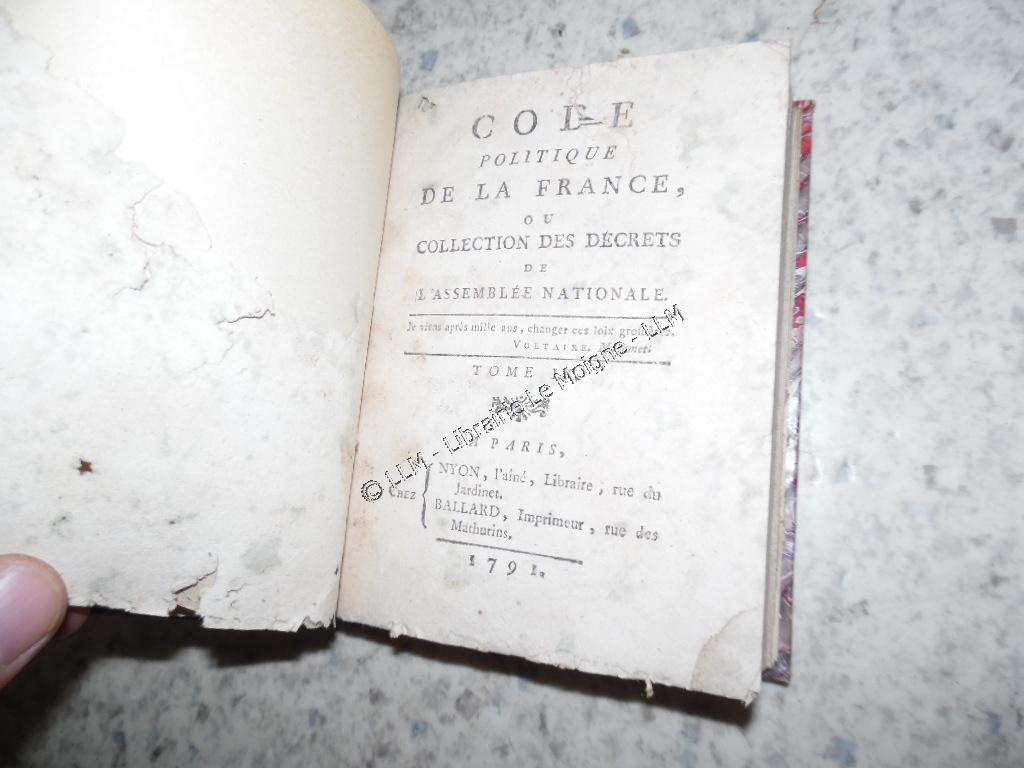 CODE
POLITIQUE
DE LA FRANCE,
OU
COLLECTION DES DÉCRETS
DE
L'ASSEMBLÉE NATIONALE.
Je viens après mille ans, changer ces loix
VOLTAIRE.
TOME
A PARIS,
CHEZ
NYON, l'aîné, Libraire, rue du
Jardinet.
BALLARD, Imprimeur, rue des
Mathurins.
1791.
© LLM - Librairie Le Moigne - LLM